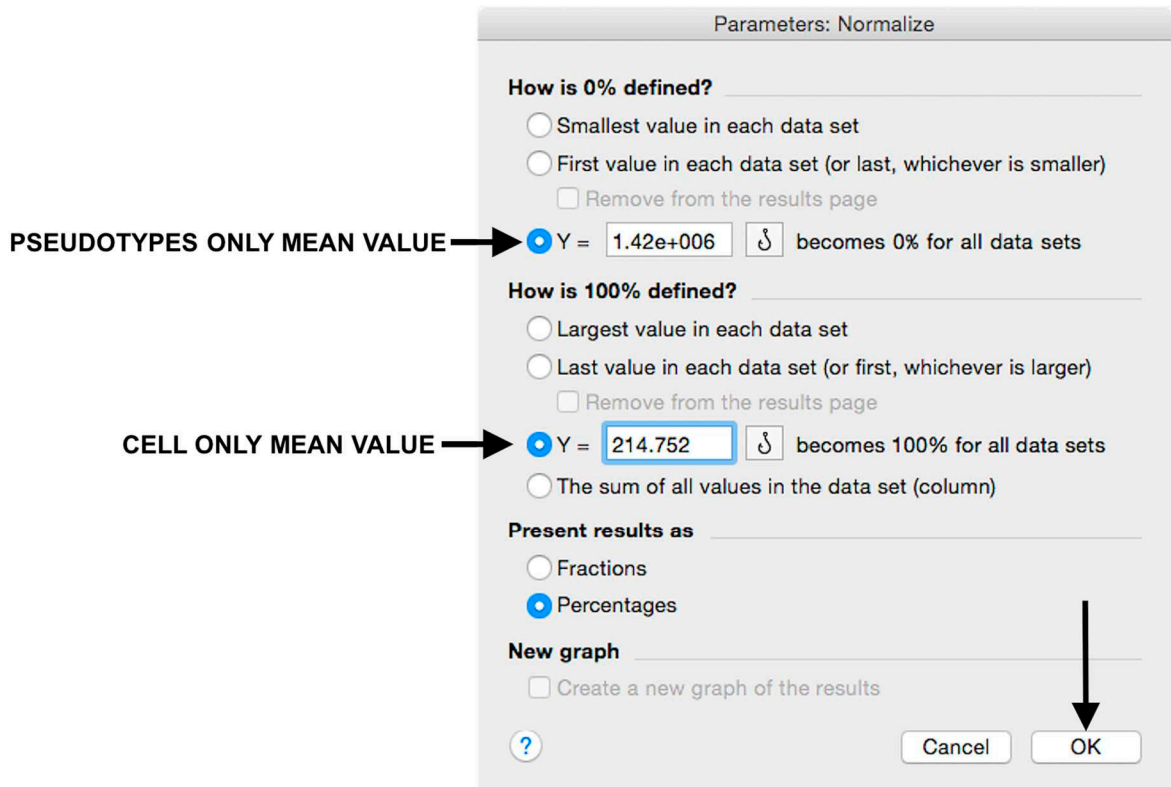 Parameters: Normalize
How is 0% defined?
Smallest value in each data set
First value in each data set (or last, whichever is smaller)
Remove from the results page
PSEUDOTYPES ONLY MEAN VALUE Y = 1.42e+006 becomes 0% for all data sets
How is 100% defined?
Largest value in each data set
Last value in each data set (or first, whichever is larger)
Remove from the results page
CELL ONLY MEAN VALUE Y = 214.752 becomes 100% for all data sets
The sum of all values in the data set (column)
Present results as
Fractions
Percentages
New graph
Create a new graph of the results
? Cancel OK